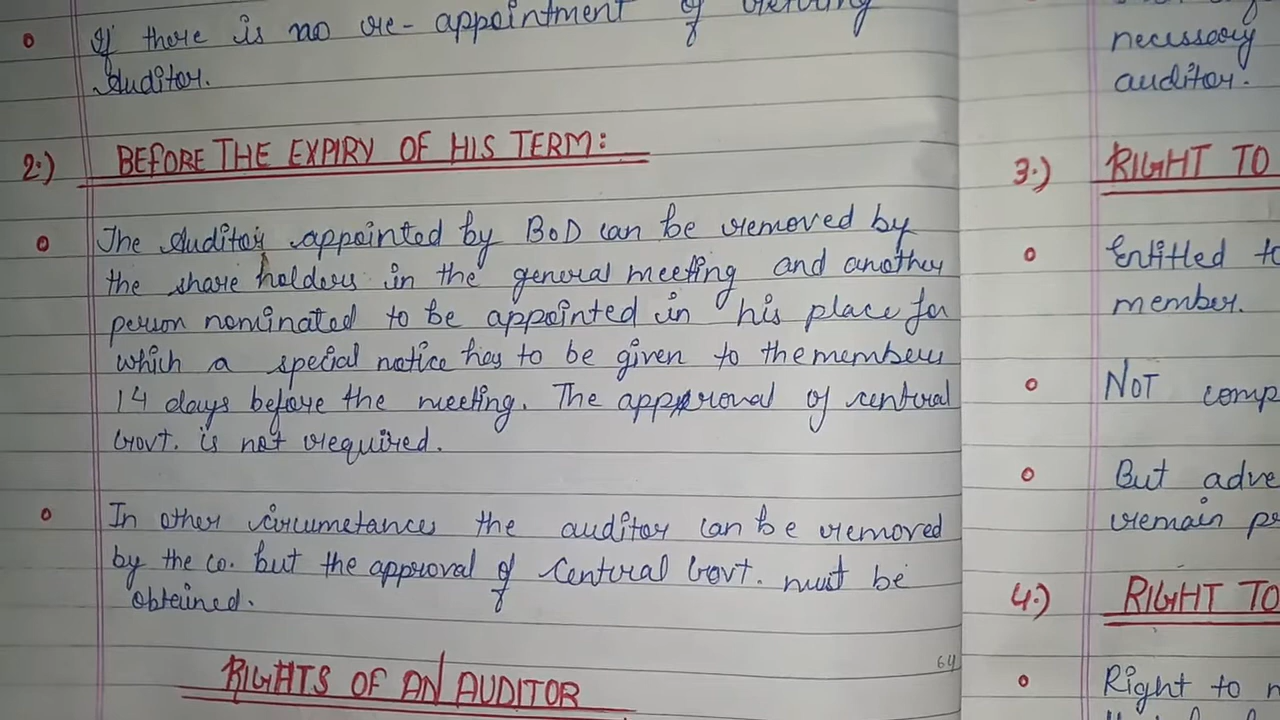 If there is no re-appointment of retiring
Auditor.
2.) BEFORE THE EXPIRY OF HIS TERM:
The Auditor appointed by BoD can be removed by
the share holders in the general meeting and another
person nominated to be appointed in his place for
which a special notice has to be given to the members
14 days before the meeting. The approval of central
Govt. is not required.
In other circumetances the auditor can be removed
by the co. but the approval of Central Govt. must be
obtained.
RIGHTS OF AN AUDITOR
64
necessary
auditor.
3.) RIGHT TO
Entitled to
member.
NOT comp
But adve
remain pe
4.) RIGHT TO
Right to